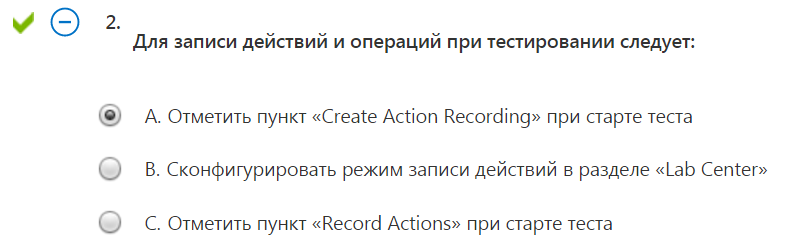 2.
Для записи действий и операций при тестировании следует:
A. Отметить пункт «Create Action Recording» при старте теста
B. Сконфигурировать режим записи действий в разделе «Lab Center»
C. Отметить пункт «Record Actions» при старте теста